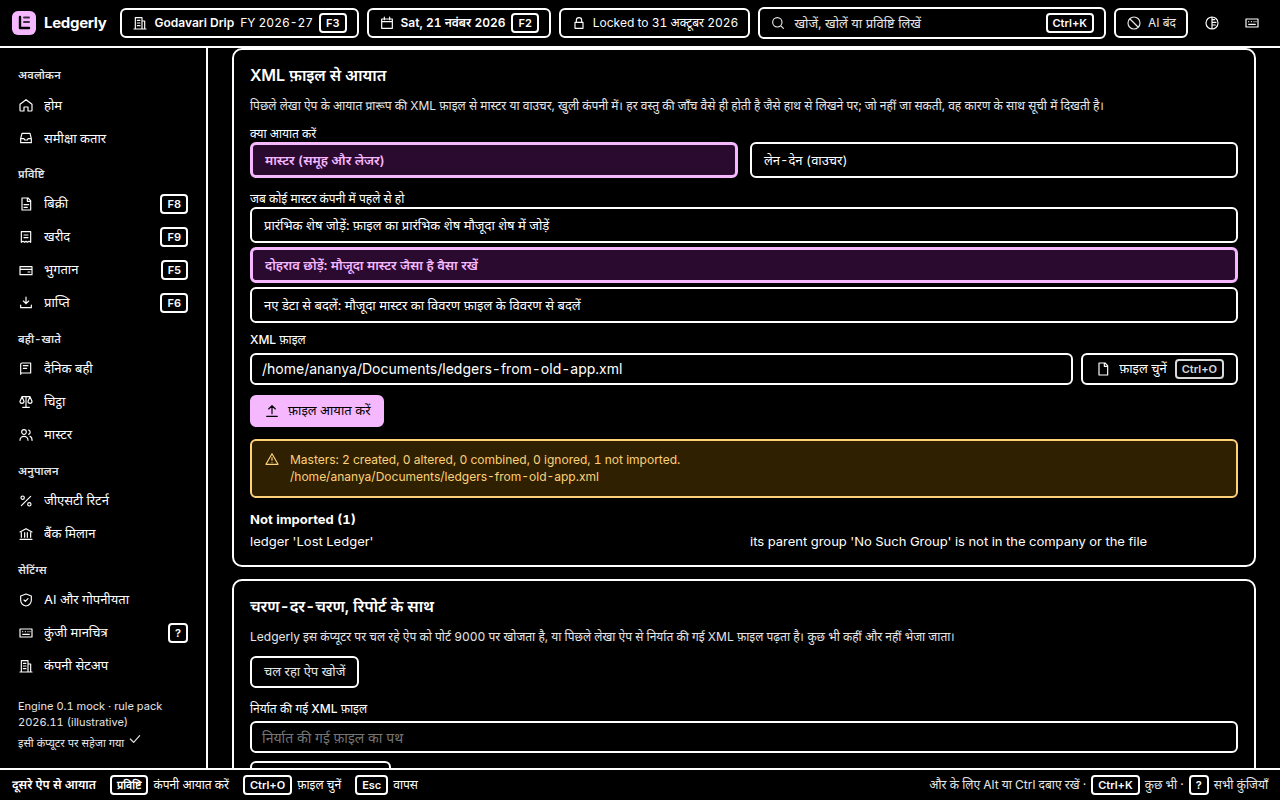 Ledgerly
Godavari Drip FY 2026-27 F3
Sat, 21 नवंबर 2026 F2
Locked to 31 अक्टूबर 2026
खोजें, खोलें या प्रविष्टि लिखें Ctrl+K
AI बंद
अवलोकन
होम
समीक्षा कतार
प्रविष्टि
बिक्री F8
खरीद F9
भुगतान F5
प्राप्ति F6
बही-खाते
दैनिक बही
चिट्ठा
मास्टर
अनुपालन
जीएसटी रिटर्न
बैंक मिलान
सेटिंग्स
AI और गोपनीयता
कुंजी मानचित्र ?
कंपनी सेटअप
Engine 0.1 mock · rule pack
2026.11 (illustrative)
इसी कंप्यूटर पर सहेजा गया
XML फ़ाइल से आयात
पिछले लेखा ऐप के आयात प्रारूप की XML फ़ाइल से मास्टर या वाउचर, खुली कंपनी में। हर वस्तु की जाँच वैसे ही होती है जैसे हाथ से लिखने पर; जो नहीं जा सकती, वह कारण के साथ सूची में दिखती है।
क्या आयात करें
मास्टर (समूह और लेजर)
लेन-देन (वाउचर)
जब कोई मास्टर कंपनी में पहले से हो
प्रारंभिक शेष जोड़ें: फ़ाइल का प्रारंभिक शेष मौजूदा शेष में जोड़ें
दोहराव छोड़ें: मौजूदा मास्टर जैसा है वैसा रखें
नए डेटा से बदलें: मौजूदा मास्टर का विवरण फ़ाइल के विवरण से बदलें
XML फ़ाइल
/home/ananya/Documents/ledgers-from-old-app.xml
फ़ाइल चुनें Ctrl+O
फ़ाइल आयात करें
Masters: 2 created, 0 altered, 0 combined, 0 ignored, 1 not imported.
/home/ananya/Documents/ledgers-from-old-app.xml
Not imported (1)
ledger 'Lost Ledger' its parent group 'No Such Group' is not in the company or the file
चरण-दर-चरण, रिपोर्ट के साथ
Ledgerly इस कंप्यूटर पर चल रहे ऐप को पोर्ट 9000 पर खोजता है, या पिछले लेखा ऐप से निर्यात की गई XML फ़ाइल पढ़ता है। कुछ भी कहीं और नहीं भेजा जाता।
चल रहा ऐप खोजें
निर्यात की गई XML फ़ाइल
निर्यात की गई फ़ाइल का पथ
दूसरे ऐप से आयात प्रविष्टि कंपनी आयात करें Ctrl+O फ़ाइल चुनें Esc वापस
और के लिए Alt या Ctrl दबाए रखें · Ctrl+K कुछ भी · ? सभी कुंजियाँ